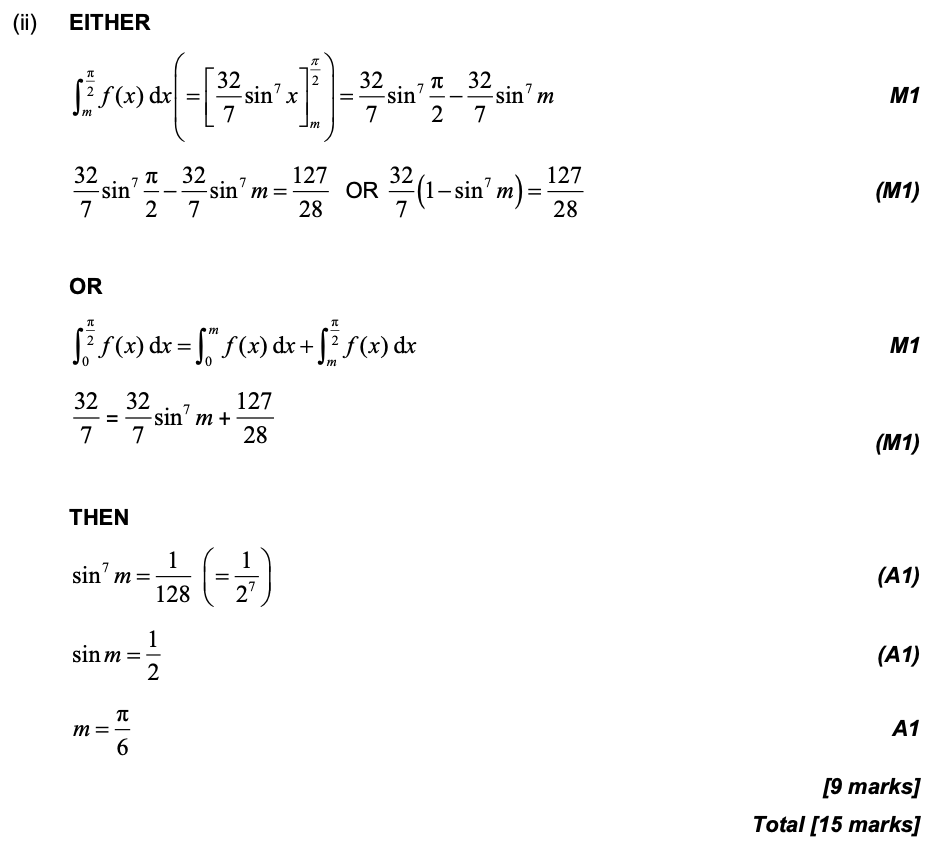 (ii) EITHER
∫_m^{π/2} f(x) dx ( = [ 32/7 sin⁷ x ]_m^{π/2} ) = 32/7 sin⁷ π/2 − 32/7 sin⁷ m M1
32/7 sin⁷ π/2 − 32/7 sin⁷ m = 127/28 OR 32/7 (1 − sin⁷ m) = 127/28 (M1)
OR
∫_0^{π/2} f(x) dx = ∫_0^m f(x) dx + ∫_m^{π/2} f(x) dx M1
32/7 = 32/7 sin⁷ m + 127/28 (M1)
THEN
sin⁷ m = 1/128 ( = 1/2⁷ ) (A1)
sin m = 1/2 (A1)
m = π/6 A1
[9 marks]
Total [15 marks]